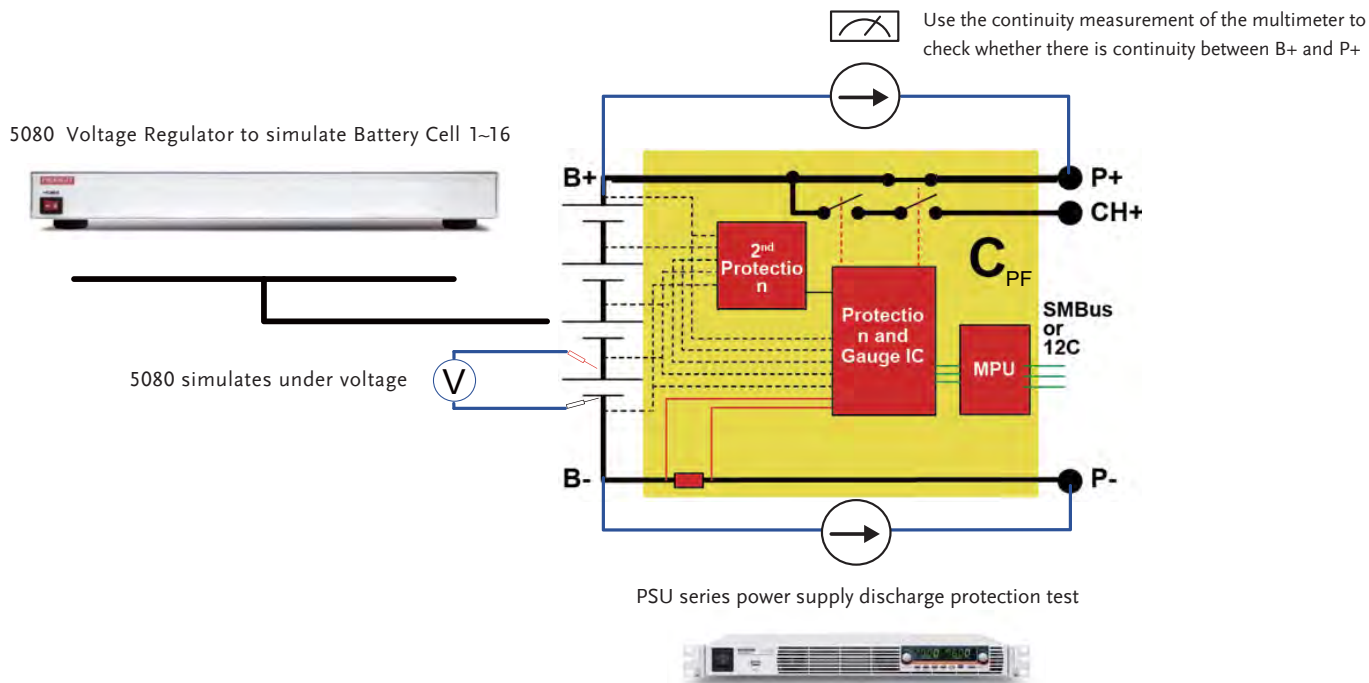 Use the continuity measurement of the multimeter to
check whether there is continuity between B+ and P+
5080 Voltage Regulator to simulate Battery Cell 1~16
POWER
B+
P+
CH+
2nd
Protectio
n
C PF
Protectio
n and
Gauge IC
SMBus
or
12C
MPU
5080 simulates under voltage
V
B-
P-
PSU series power supply discharge protection test